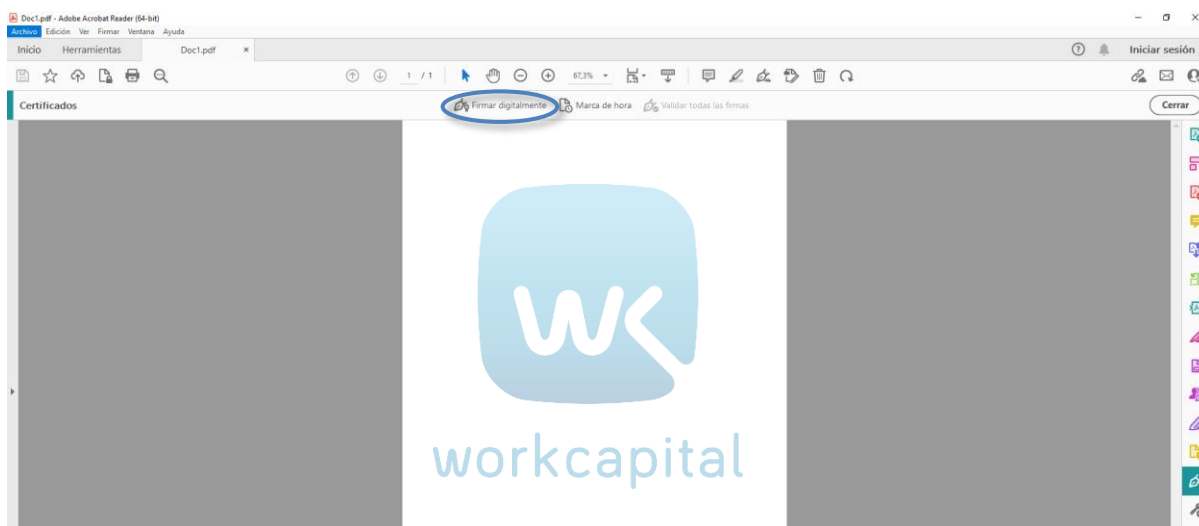 Doc1.pdf - Adobe Acrobat Reader (64-bit)
Archivo Edición Ver Firmar Ventana Ayuda
Inicio Herramientas Doc1.pdf × Iniciar sesión
1 / 1 67,3%
Certificados Firmar digitalmente Marca de hora Validar todas las firmas Cerrar
wk
workcapital